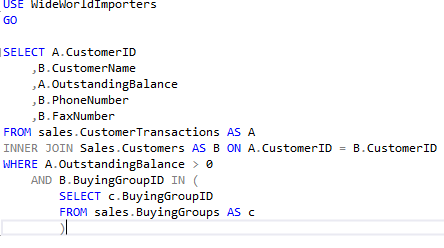 USE WideWorldImporters
GO
SELECT A.CustomerID
,B.CustomerName
,A.OutstandingBalance
,B.PhoneNumber
,B.FaxNumber
FROM sales.CustomerTransactions AS A
INNER JOIN Sales.Customers AS B ON A.CustomerID = B.CustomerID
WHERE A.OutstandingBalance > 0
AND B.BuyingGroupID IN (
SELECT c.BuyingGroupID
FROM sales.BuyingGroups AS c
)